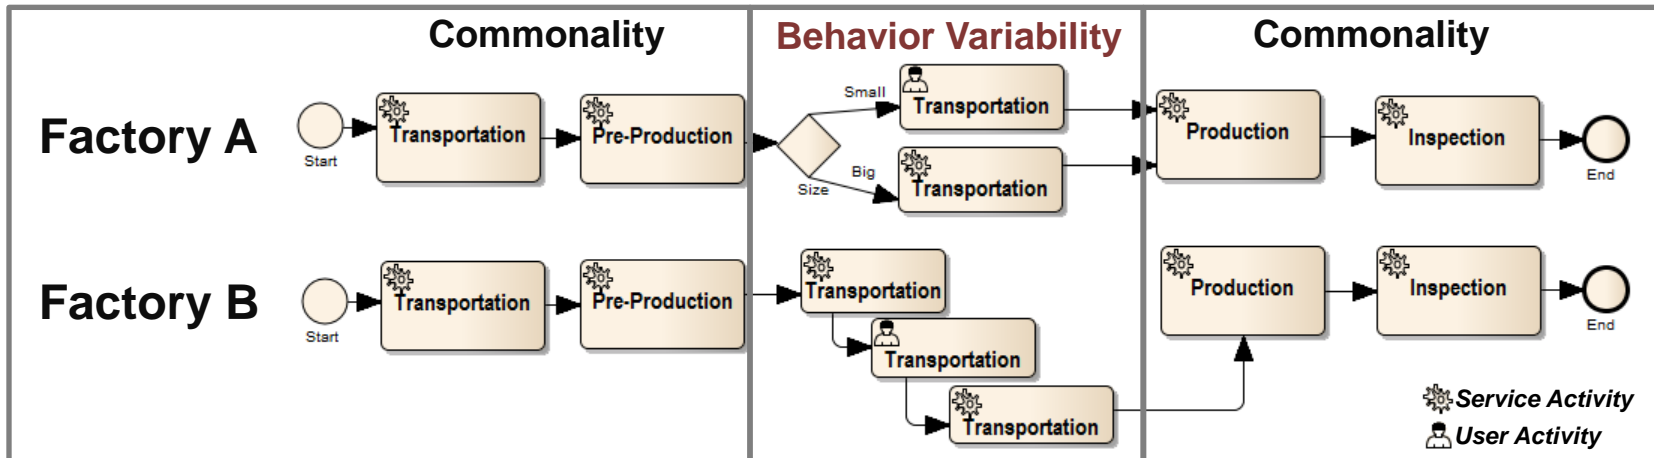 Commonality
Behavior Variability
Commonality
Factory A
Start
Transportation
Pre-Production
Size
Small
Transportation
Big
Transportation
Production
Inspection
End
Factory B
Start
Transportation
Pre-Production
Transportation
Transportation
Transportation
Production
Inspection
End
Service Activity
User Activity